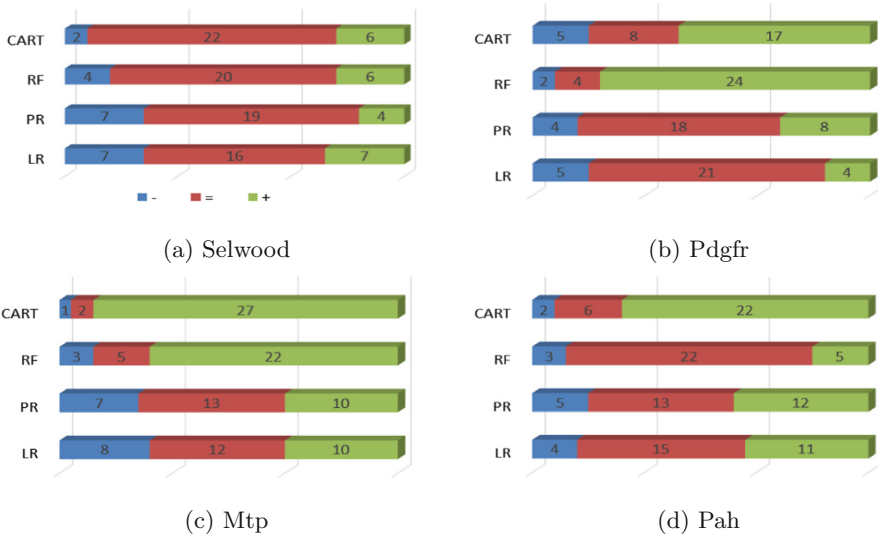 CART 2 22 6
RF 4 20 6
PR 7 19 4
LR 7 16 7
- = +
(a) Selwood
CART 5 8 17
RF 2 4 24
PR 4 18 8
LR 5 21 4
(b) Pdgfr
CART 1 2 27
RF 3 5 22
PR 7 13 10
LR 8 12 10
(c) Mtp
CART 2 6 22
RF 3 22 5
PR 5 13 12
LR 4 15 11
(d) Pah